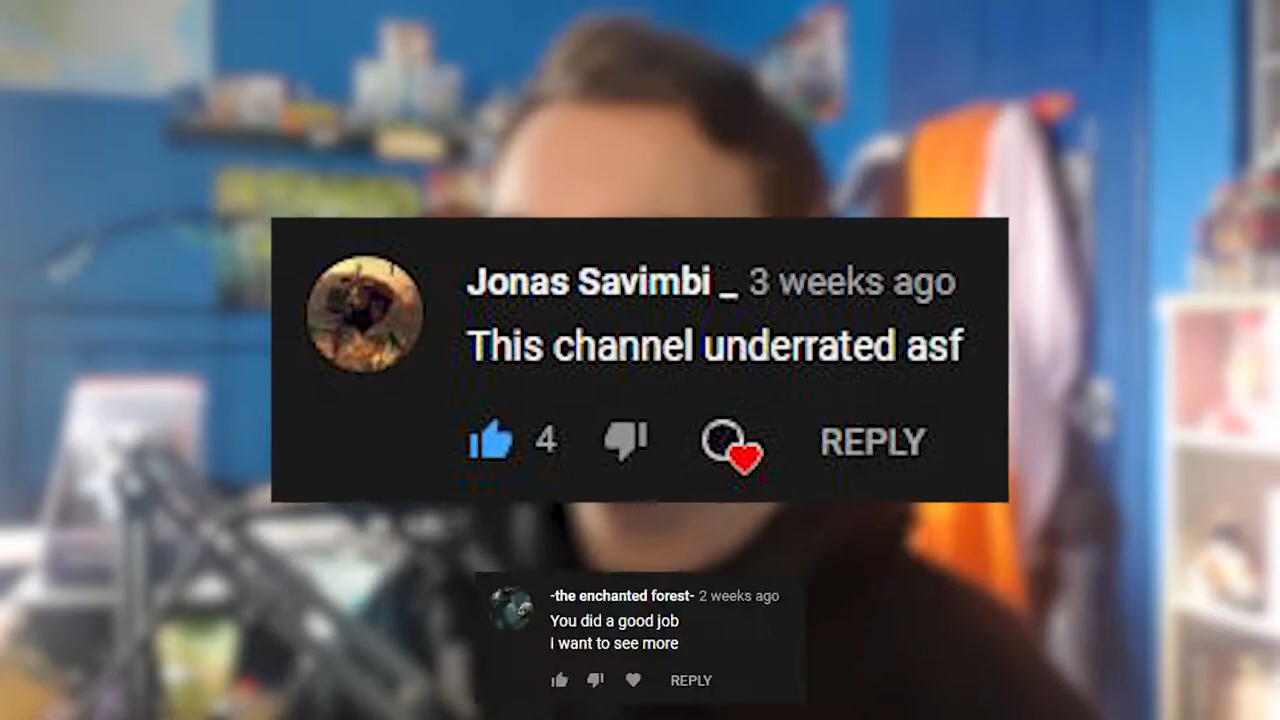 Jonas Savimbi _ 3 weeks ago
This channel underrated asf
4 REPLY
-the enchanted forest- 2 weeks ago
You did a good job
I want to see more
REPLY